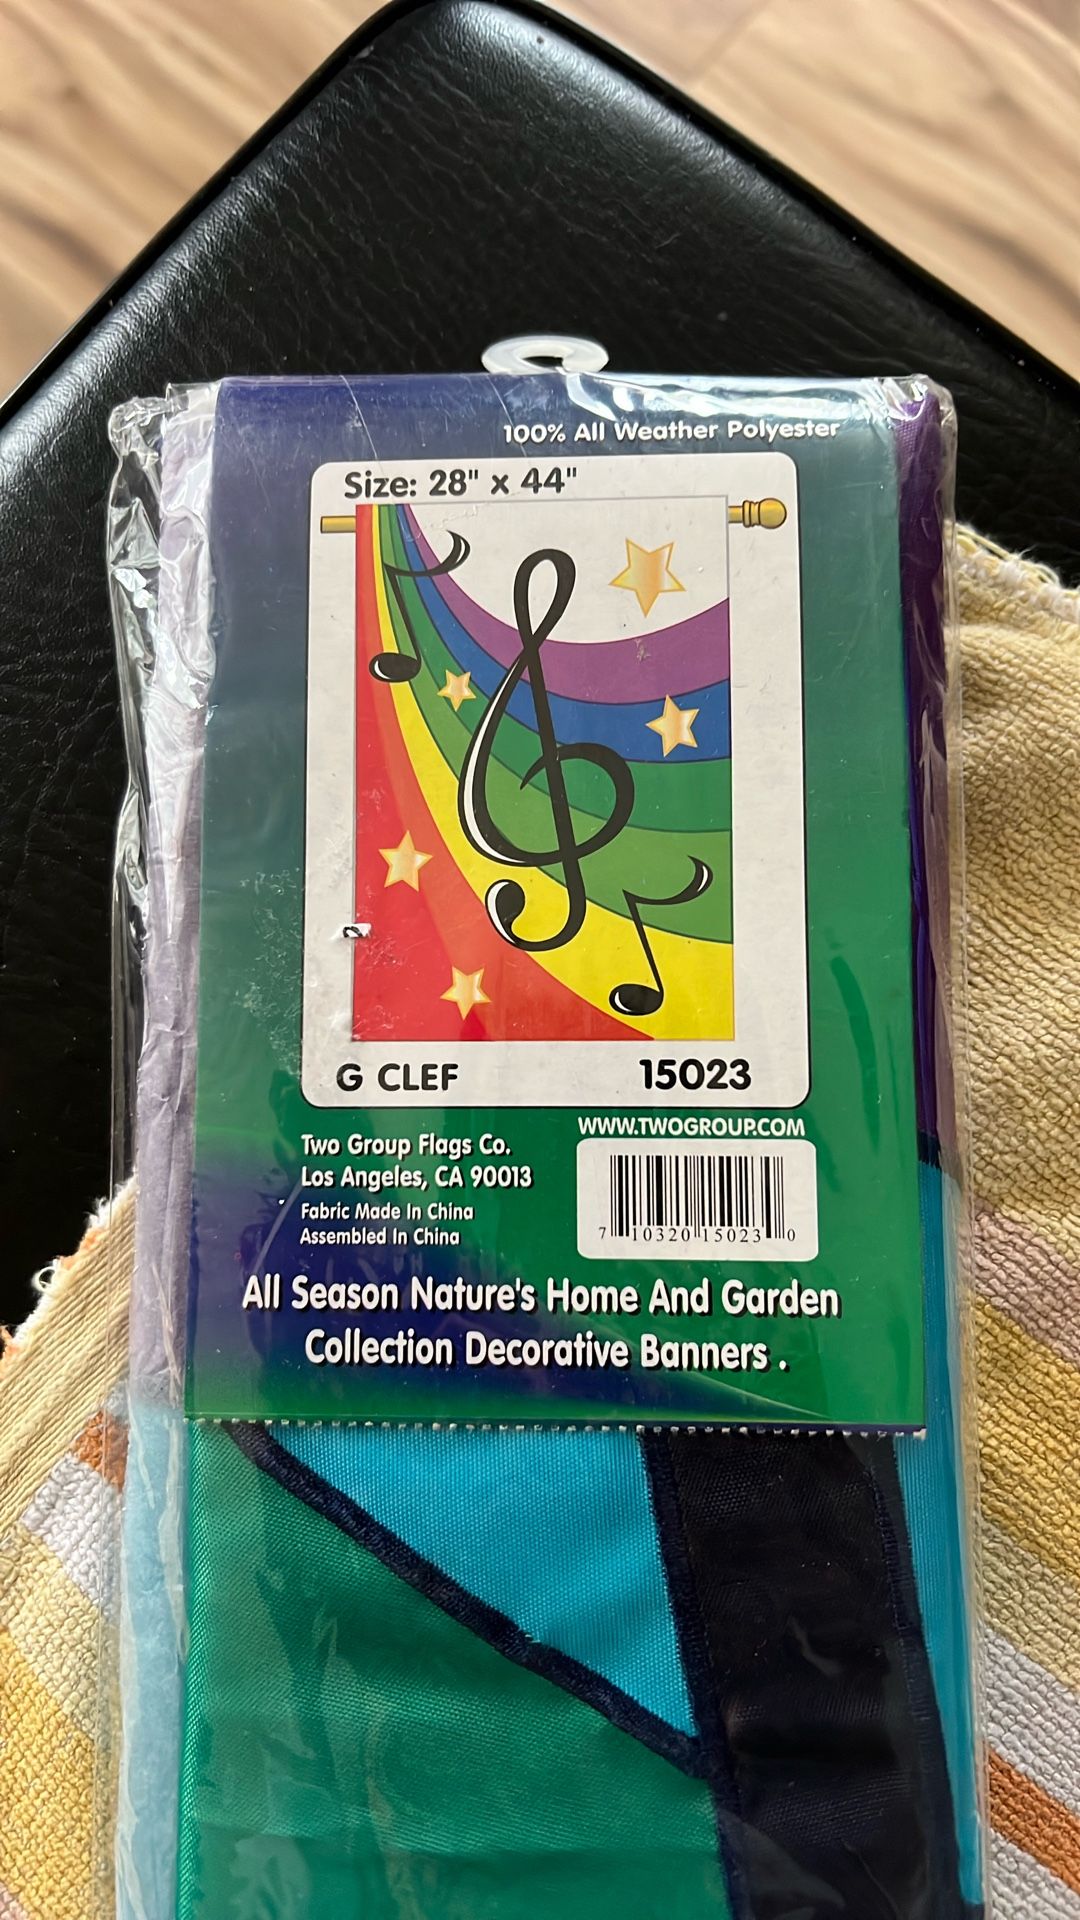 100% All Weather Polyester
Size: 28" x 44"
G CLEF 15023
WWW.TWOGROUP.COM
Two Group Flags Co.
Los Angeles, CA 90013
Fabric Made In China
Assembled In China
7 10320 15023 0
All Season Nature's Home And Garden
Collection Decorative Banners .